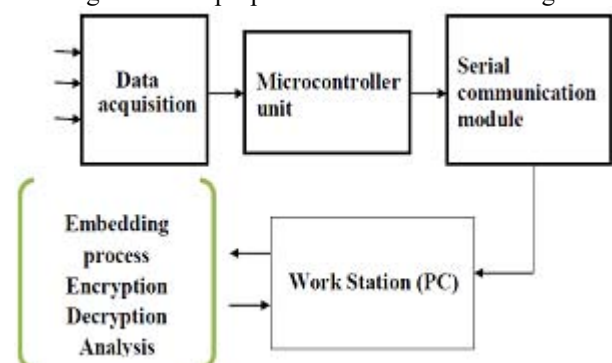 Data
acquisition
Microcontroller
unit
Serial
communication
module
Embedding
process
Encryption
Decryption
Analysis
Work Station (PC)